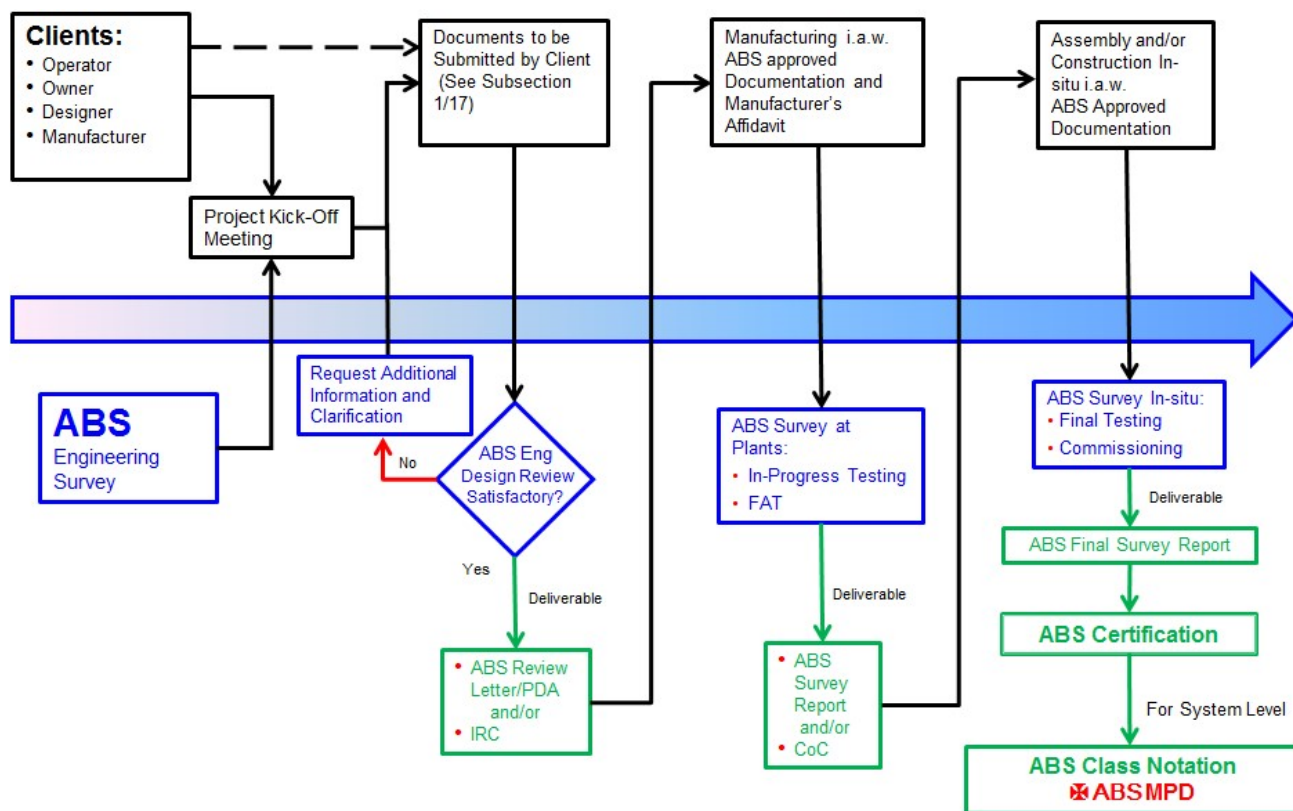 Clients:
• Operator
• Owner
• Designer
• Manufacturer
Project Kick-Off
Meeting
ABS
Engineering
Survey
Documents to be
Submitted by Client
(See Subsection
1/17)
Request Additional
Information and
Clarification
No
ABS Eng
Design Review
Satisfactory?
Yes
Deliverable
• ABS Review
Letter/PDA
and/or
• IRC
Manufacturing i.a.w.
ABS approved
Documentation and
Manufacturer's
Affidavit
ABS Survey at
Plants:
• In-Progress Testing
• FAT
Deliverable
• ABS
Survey
Report
and/or
• CoC
Assembly and/or
Construction In-
situ i.a.w.
ABS Approved
Documentation
ABS Survey In-situ:
• Final Testing
• Commissioning
Deliverable
ABS Final Survey Report
ABS Certification
For System Level
ABS Class Notation
✠ ABS MPD